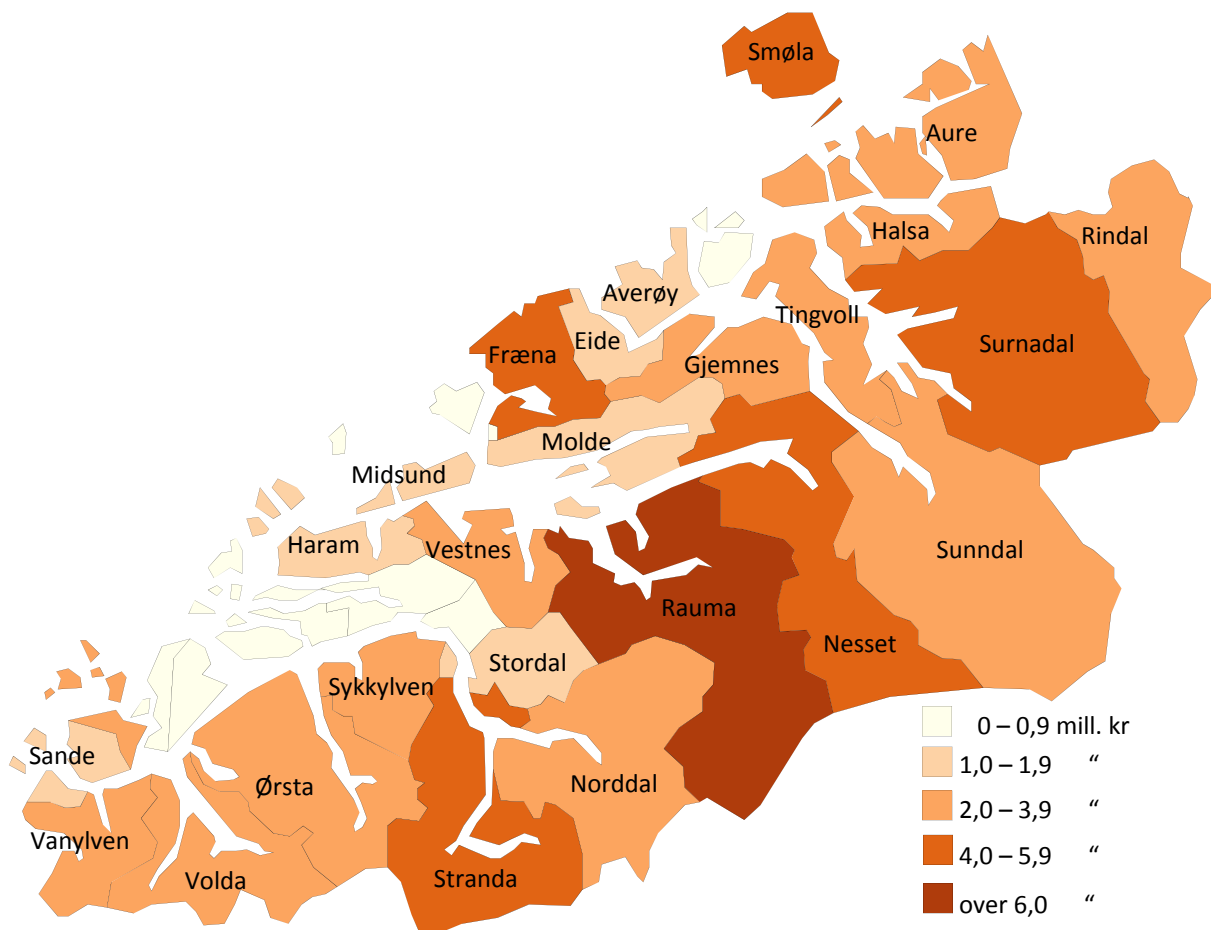 Smøla
Aure
Halsa
Rindal
Averøy
Tingvoll
Eide
Fræna
Surnadal
Gjemnes
Molde
Midsund
Haram
Vestnes
Sunndal
Rauma
Nesset
Stordal
Sykkylven
Sande
Ørsta
Norddal
Vanylven
Volda
Stranda
0 – 0,9 mill. kr
1,0 – 1,9 “
2,0 – 3,9 “
4,0 – 5,9 “
over 6,0 “